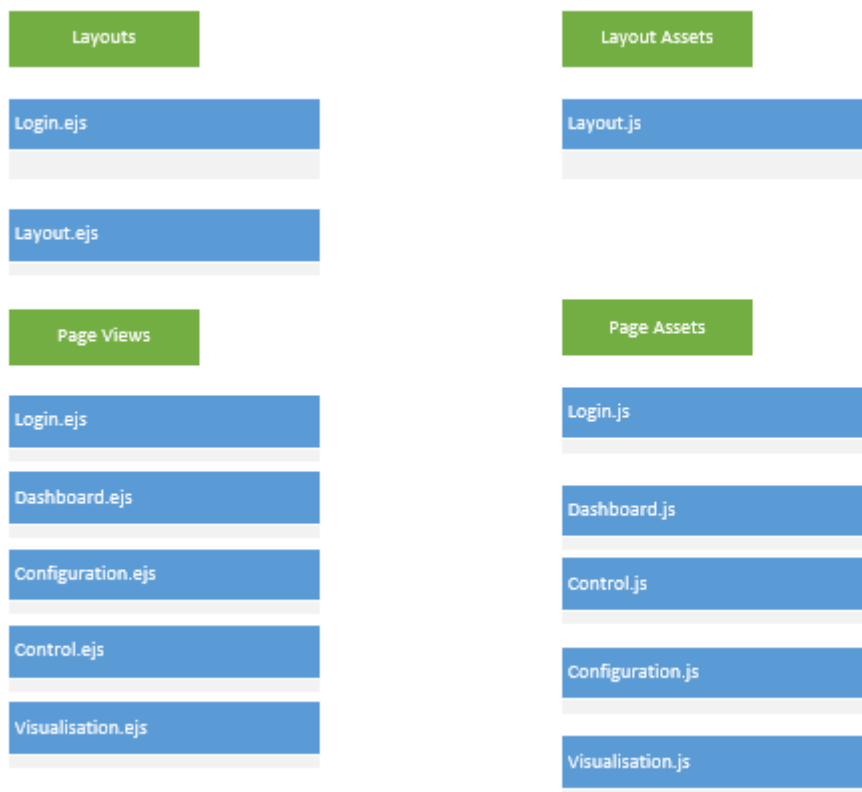 Layouts
Login.ejs
Layout.ejs
Page Views
Login.ejs
Dashboard.ejs
Configuration.ejs
Control.ejs
Visualisation.ejs
Layout Assets
Layout.js
Page Assets
Login.js
Dashboard.js
Control.js
Configuration.js
Visualisation.js